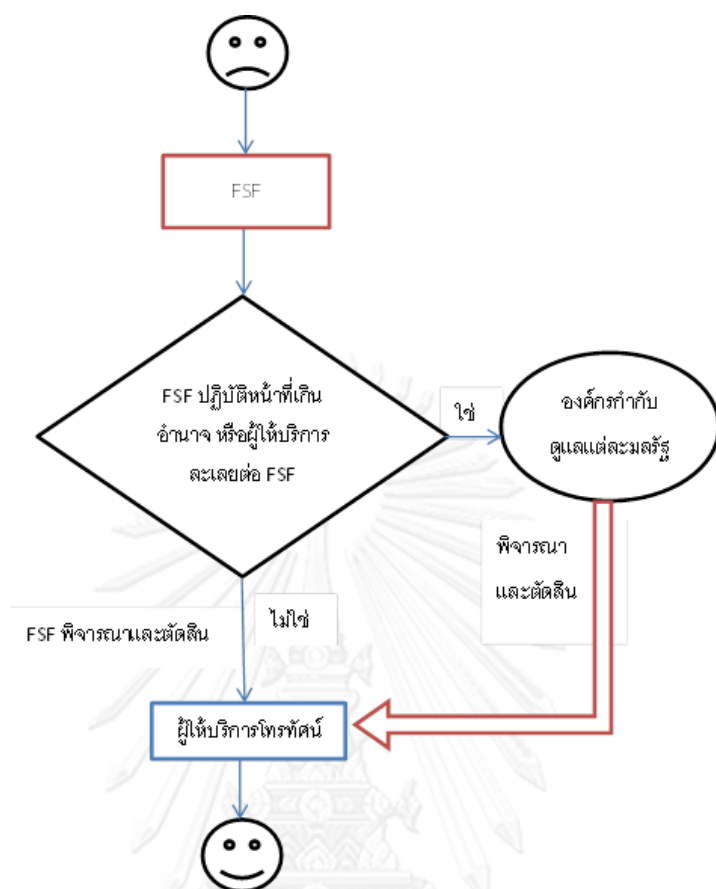 FSF
FSF ปฏิบัติหน้าที่เกิน
อำนาจ หรือผู้ให้บริการ
ละเลยต่อ FSF
ใช่
องค์กรกำกับ
ดูแลแต่ละมลรัฐ
พิจารณา
และตัดสิน
ไม่ใช่
FSF พิจารณาและตัดสิน
ผู้ให้บริการโทรทัศน์